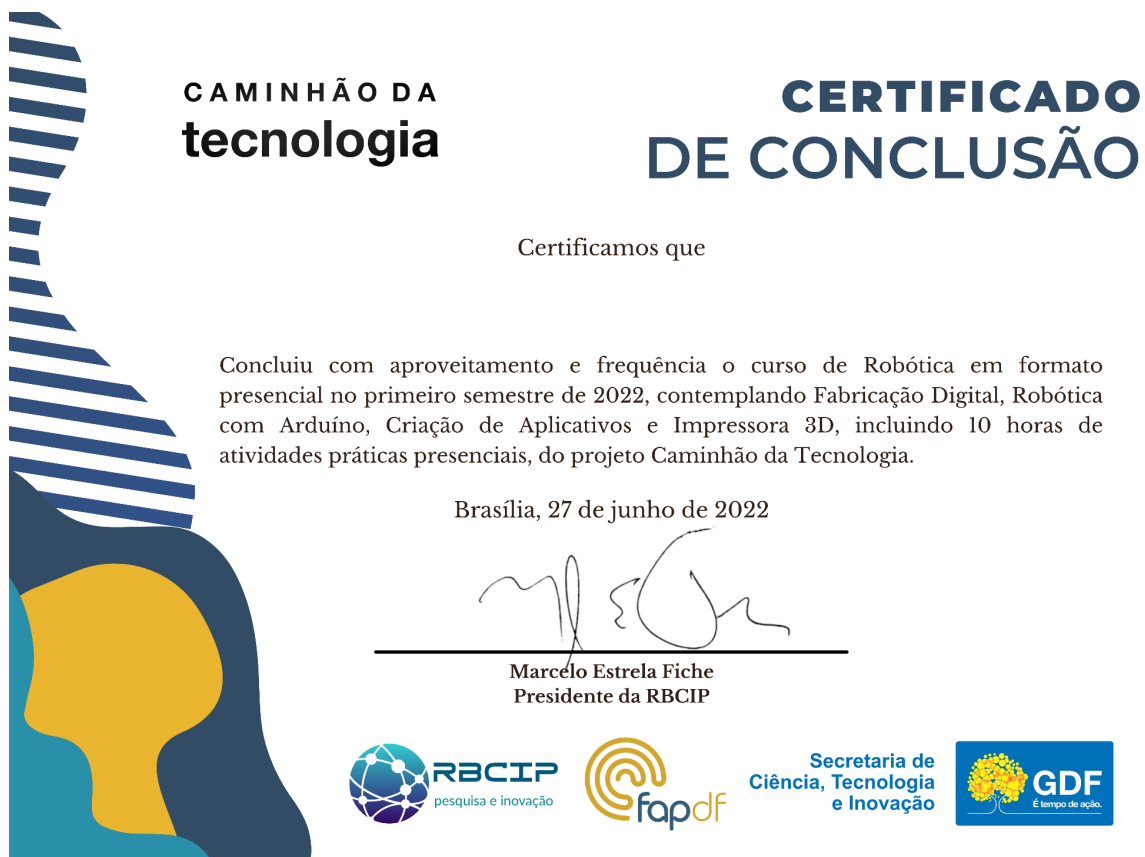 CAMINHÃO DA
tecnologia
CERTIFICADO
DE CONCLUSÃO
Certificamos que
Concluiu com aproveitamento e frequência o curso de Robótica em formato
presencial no primeiro semestre de 2022, contemplando Fabricação Digital, Robótica
com Arduíno, Criação de Aplicativos e Impressora 3D, incluindo 10 horas de
atividades práticas presenciais, do projeto Caminhão da Tecnologia.
Brasília, 27 de junho de 2022
Marcelo Estrela Fiche
Presidente da RBCIP
RBCIP
pesquisa e inovação
fapdf
Secretaria de
Ciência, Tecnologia
e Inovação
GDF
É tempo de ação.